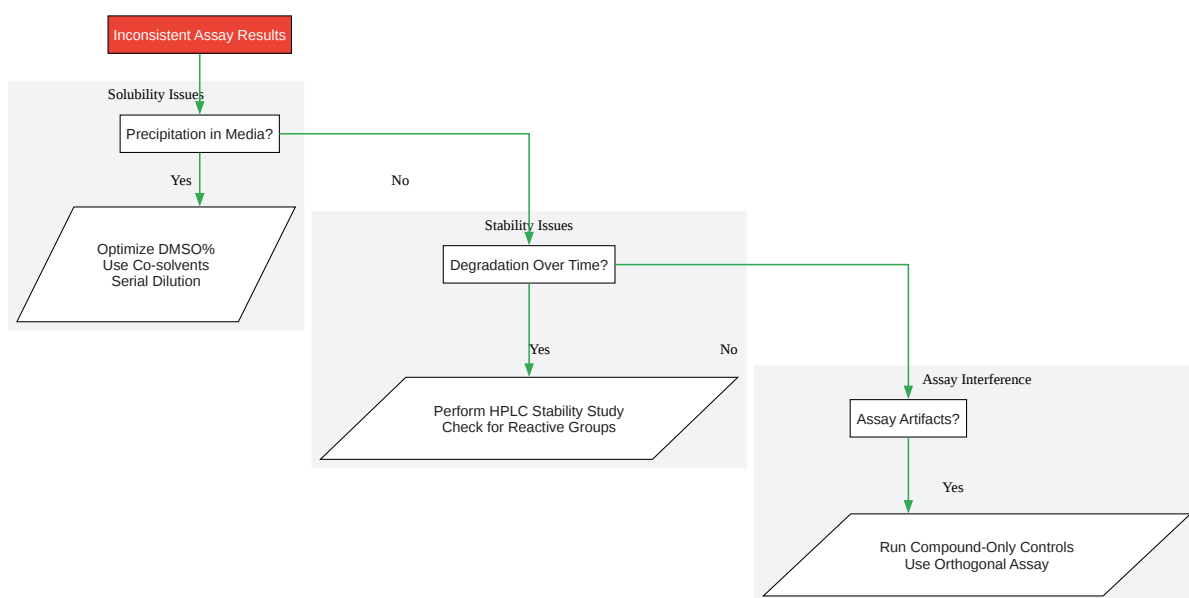 Inconsistent Assay Results
Solubility Issues
Precipitation in Media?
Yes
No
Optimize DMSO%
Use Co-solvents
Serial Dilution
Stability Issues
Degradation Over Time?
Yes
No
Perform HPLC Stability Study
Check for Reactive Groups
Assay Interference
Assay Artifacts?
Yes
Run Compound-Only Controls
Use Orthogonal Assay